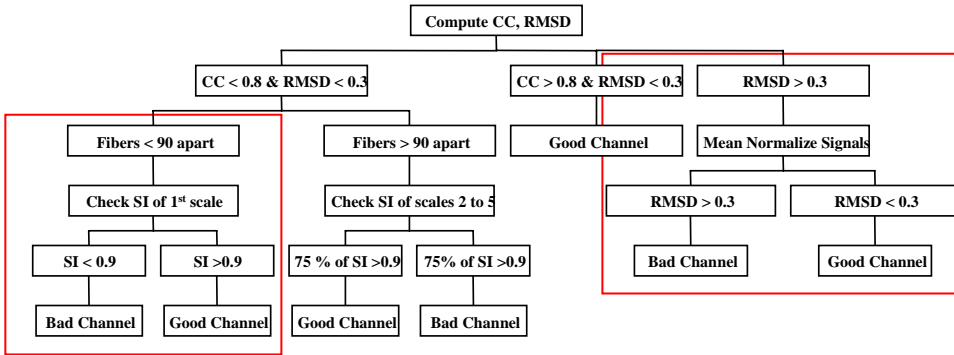 Compute CC, RMSD
CC < 0.8 & RMSD < 0.3
CC > 0.8 & RMSD < 0.3
RMSD > 0.3
Fibers < 90 apart
Fibers > 90 apart
Good Channel
Mean Normalize Signals
Check SI of 1st scale
Check SI of scales 2 to 5
RMSD > 0.3
RMSD < 0.3
SI < 0.9
SI >0.9
75 % of SI >0.9
75% of SI >0.9
Bad Channel
Good Channel
Bad Channel
Good Channel
Good Channel
Bad Channel